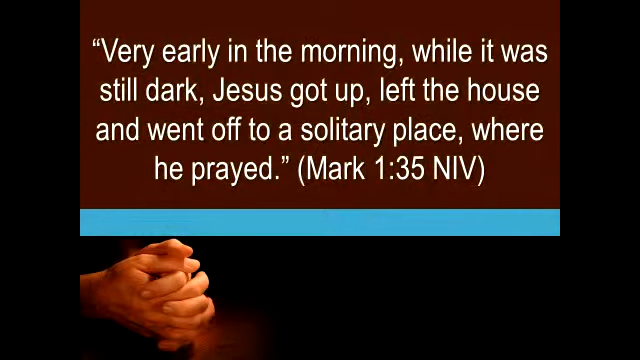 “Very early in the morning, while it was
still dark, Jesus got up, left the house
and went off to a solitary place, where
he prayed.” (Mark 1:35 NIV)